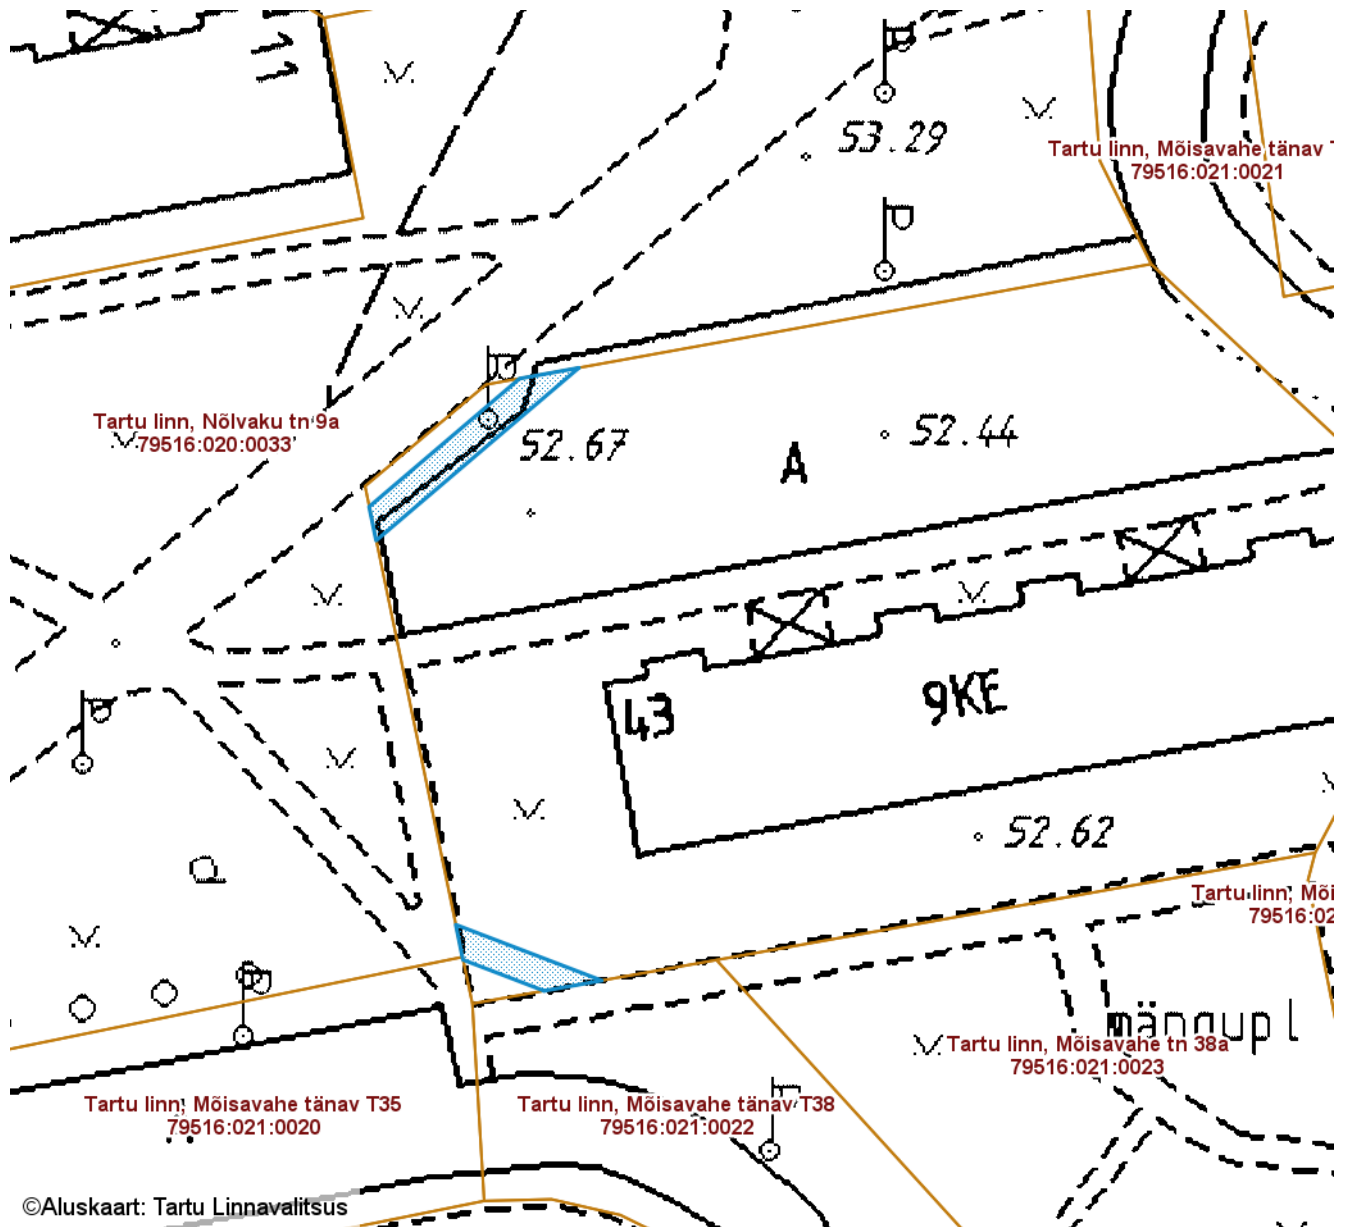 11
53.29
Tartu linn, Mõisavahe tänav
79516:021:0021
Tartu linn, Nõlvaku tn 9a
79516:020:0033
52.67
52.44
A
43
9KE
52.62
Tartu linn, Mõi
79516:02
mängupl
Tartu linn, Mõisavahe tn 38a
79516:021:0023
Tartu linn, Mõisavahe tänav T35
79516:021:0020
Tartu linn, Mõisavahe tänav T38
79516:021:0022
©Aluskaart: Tartu Linnavalitsus